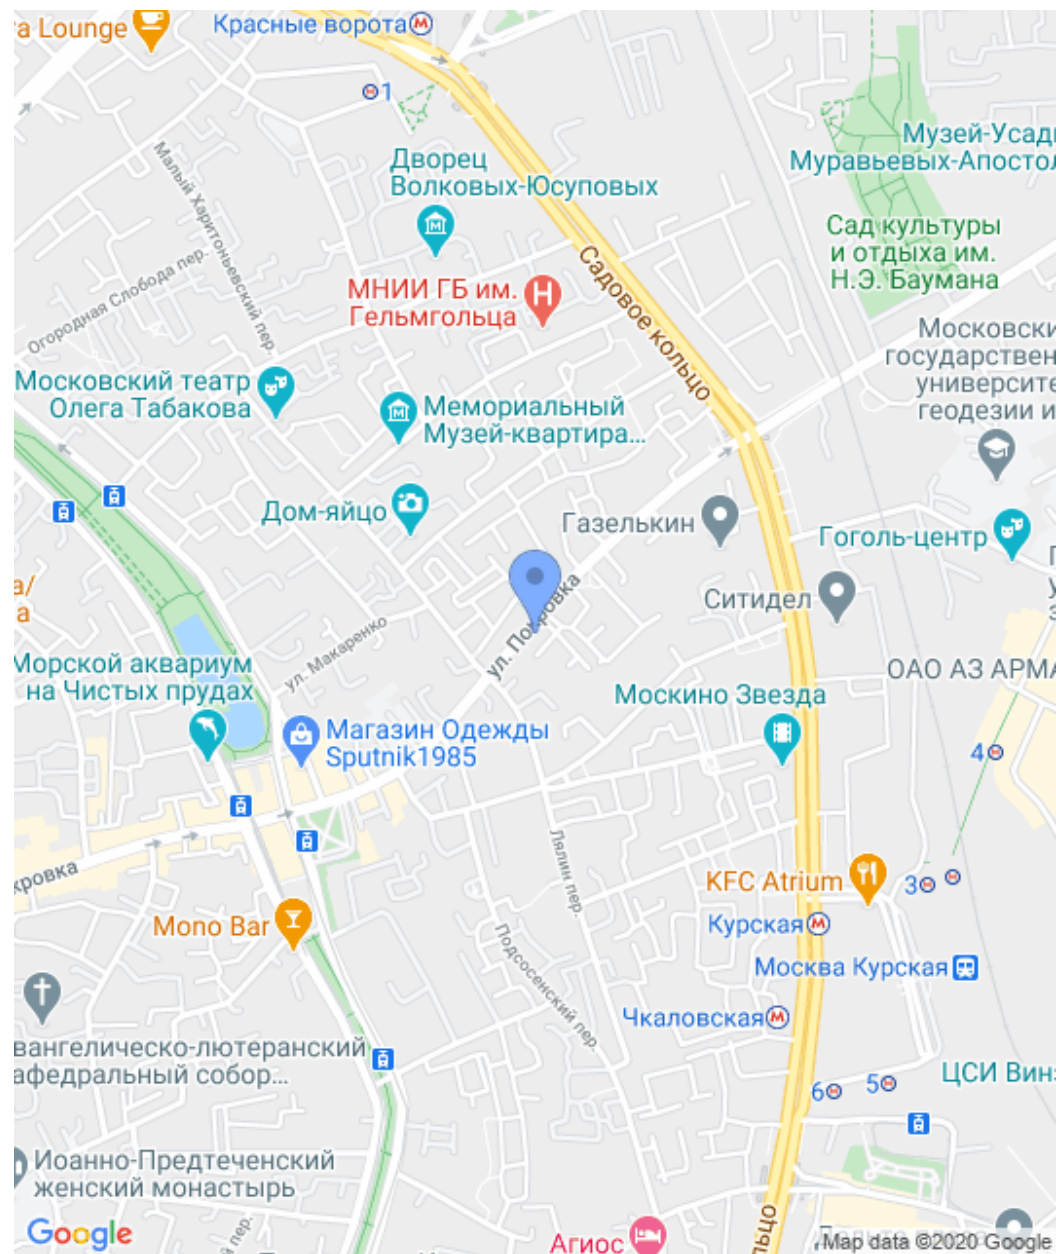 a Lounge
Красные ворота
1
Дворец
Волковых-Юсуповых
Музей-Усадь
Муравьевых-Апостол
Малый Харитоньевский пер.
Огородная Слобода пер.
Садовое кольцо
Сад культуры
и отдыха им.
Н.Э. Баумана
МНИИ ГБ им.
Гельмгольца
Московски
государствен
университе
геодезии и
Московский театр
Олега Табакова
Мемориальный
Музей-квартира...
Дом-яйцо
Газелькин
Гоголь-центр
Ситидел
а/
а
ул. Покровка
ул. Макаренко
Морской аквариум
на Чистых прудах
ОАО АЗ АРМА
Москино Звезда
Магазин Одежды
Sputnik1985
4
Лялин пер.
кровка
KFC Atrium
3
Mono Bar
Курская
Подсосенский пер.
Москва Курская
Чкаловская
вангелическо-лютеранский
афедральный собор...
ЦСИ Винз
6
5
Иоанно-Предтеченский
женский монастырь
льцо
й пер.
Агиос
Google
Map data ©2020 Google